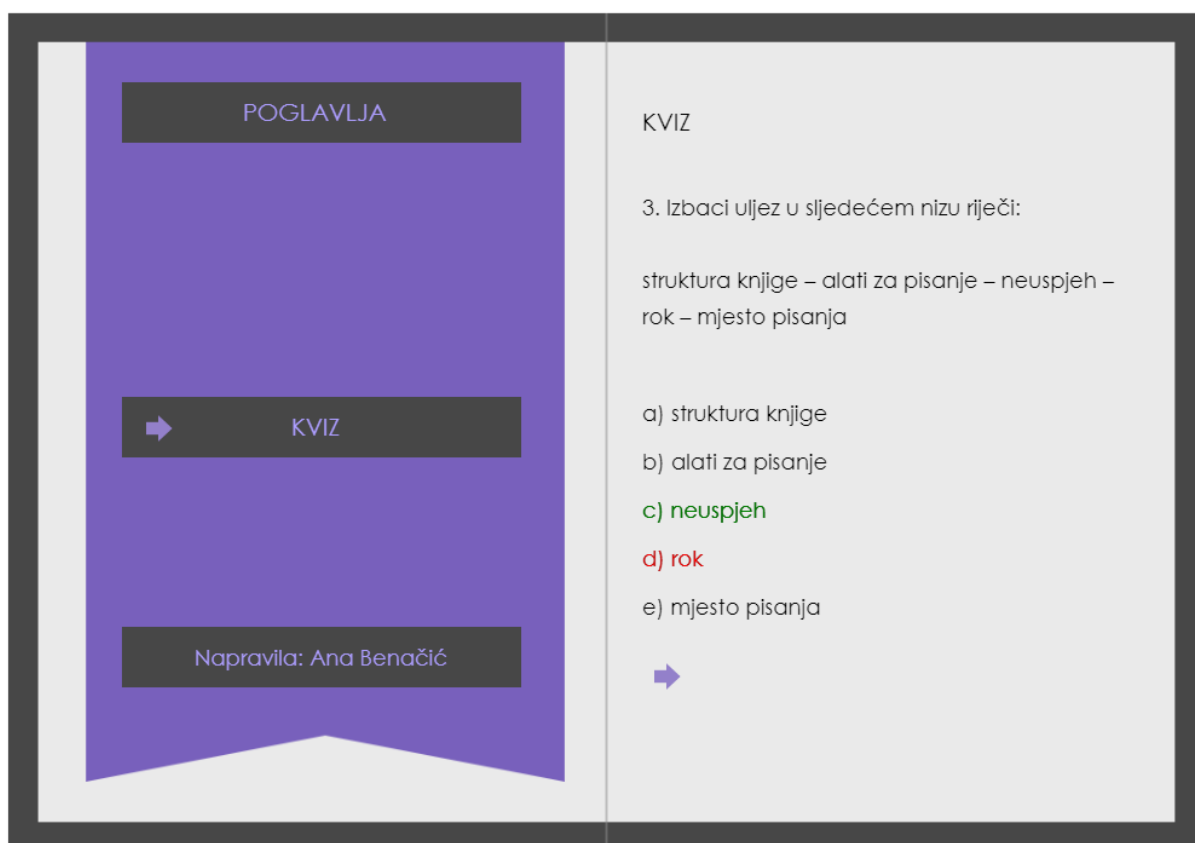 POGLAVLJA
KVIZ
Napravila: Ana Benačić
KVIZ
3. Izbaci uljez u sljedećem nizu riječi:
struktura knjige – alati za pisanje – neuspjeh –
rok – mjesto pisanja
a) struktura knjige
b) alati za pisanje
c) neuspjeh
d) rok
e) mjesto pisanja